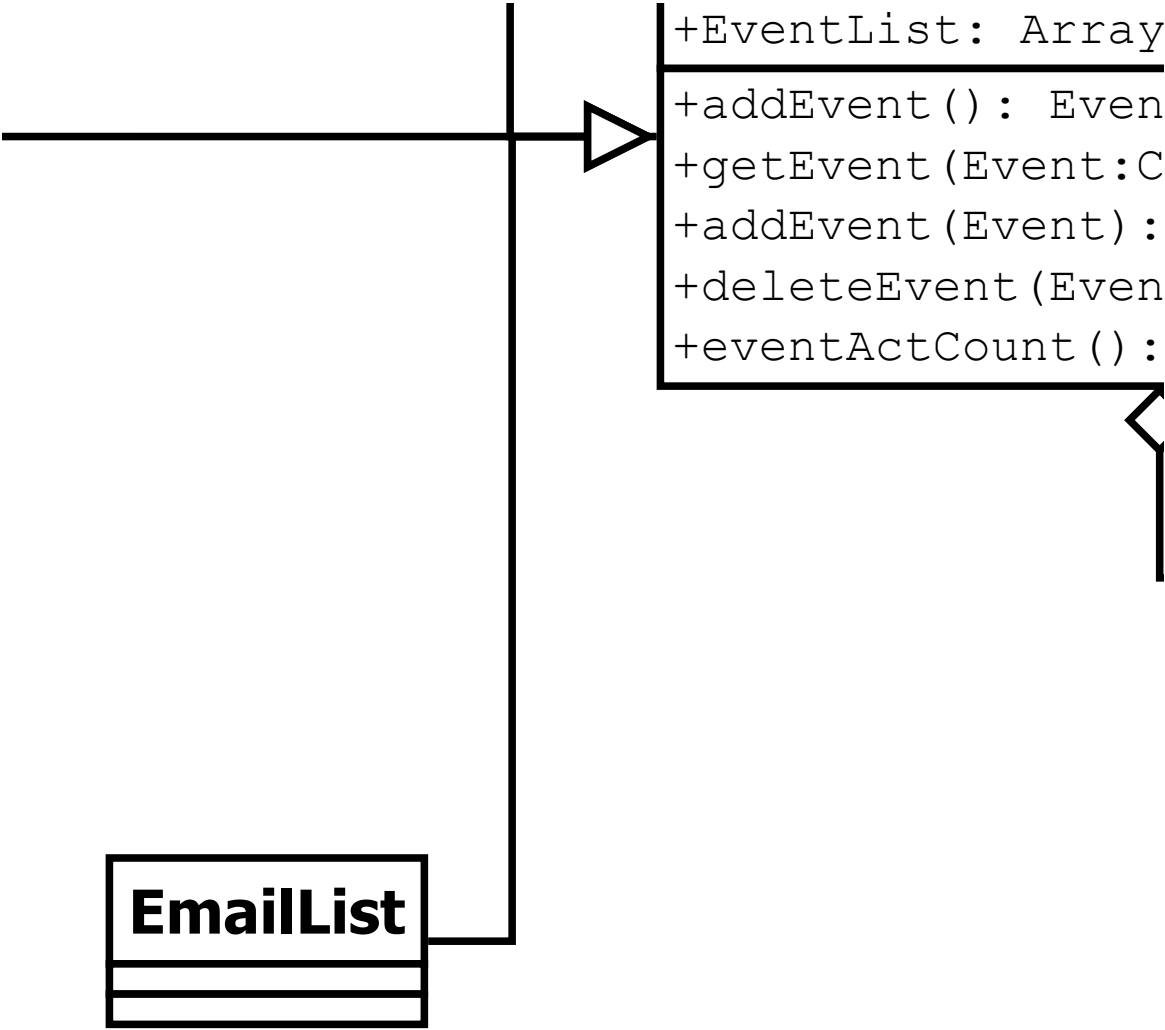 +EventList: Array
+addEvent(): Even
+getEvent(Event:C
+addEvent(Event):
+deleteEvent(Even
+eventActCount():
EmailList